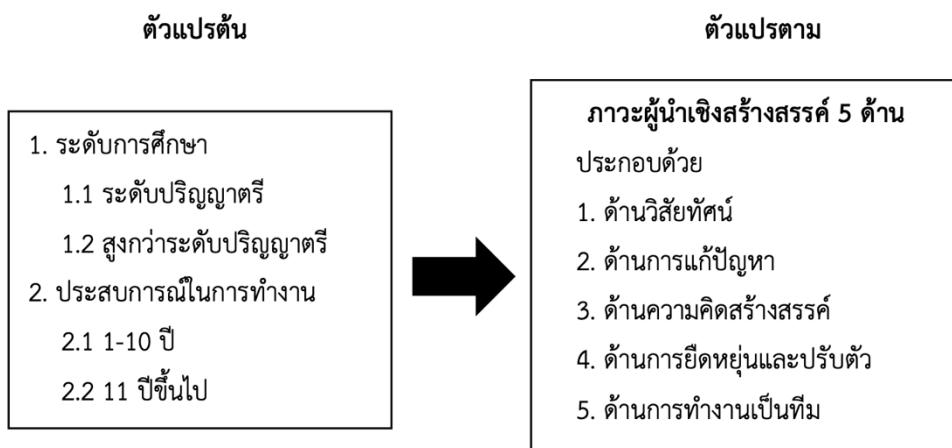 ตัวแปรต้น
ตัวแปรตาม
1. ระดับการศึกษา
1.1 ระดับปริญญาตรี
1.2 สูงกว่าระดับปริญญาตรี
2. ประสบการณ์ในการทำงาน
2.1 1-10 ปี
2.2 11 ปีขึ้นไป
ภาวะผู้นำเชิงสร้างสรรค์ 5 ด้าน
ประกอบด้วย
1. ด้านวิสัยทัศน์
2. ด้านการแก้ปัญหา
3. ด้านความคิดสร้างสรรค์
4. ด้านการยืดหยุ่นและปรับตัว
5. ด้านการทำงานเป็นทีม